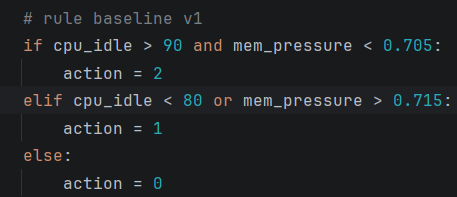 # rule baseline v1
if cpu_idle > 90 and mem_pressure < 0.705:
    action = 2
elif cpu_idle < 80 or mem_pressure > 0.715:
    action = 1
else:
    action = 0